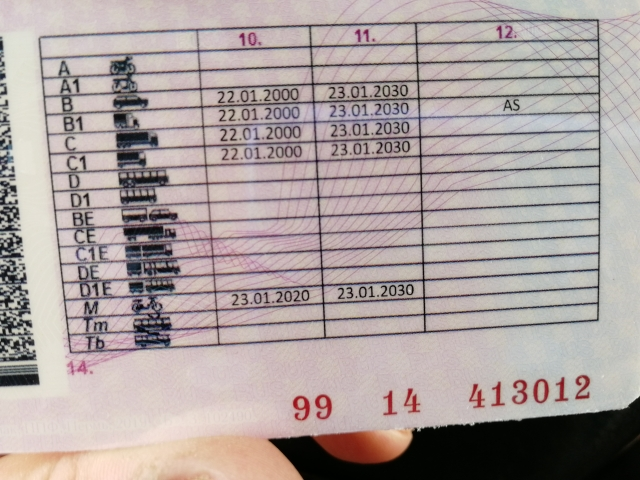 10. 11. 12.
A
A1
B 22.01.2000 23.01.2030
B1 22.01.2000 23.01.2030 AS
C 22.01.2000 23.01.2030
C1 22.01.2000 23.01.2030
D
D1
BE
CE
C1E
DE
D1E
M 23.01.2020 23.01.2030
Tm
Tb
14.
99 14 413012